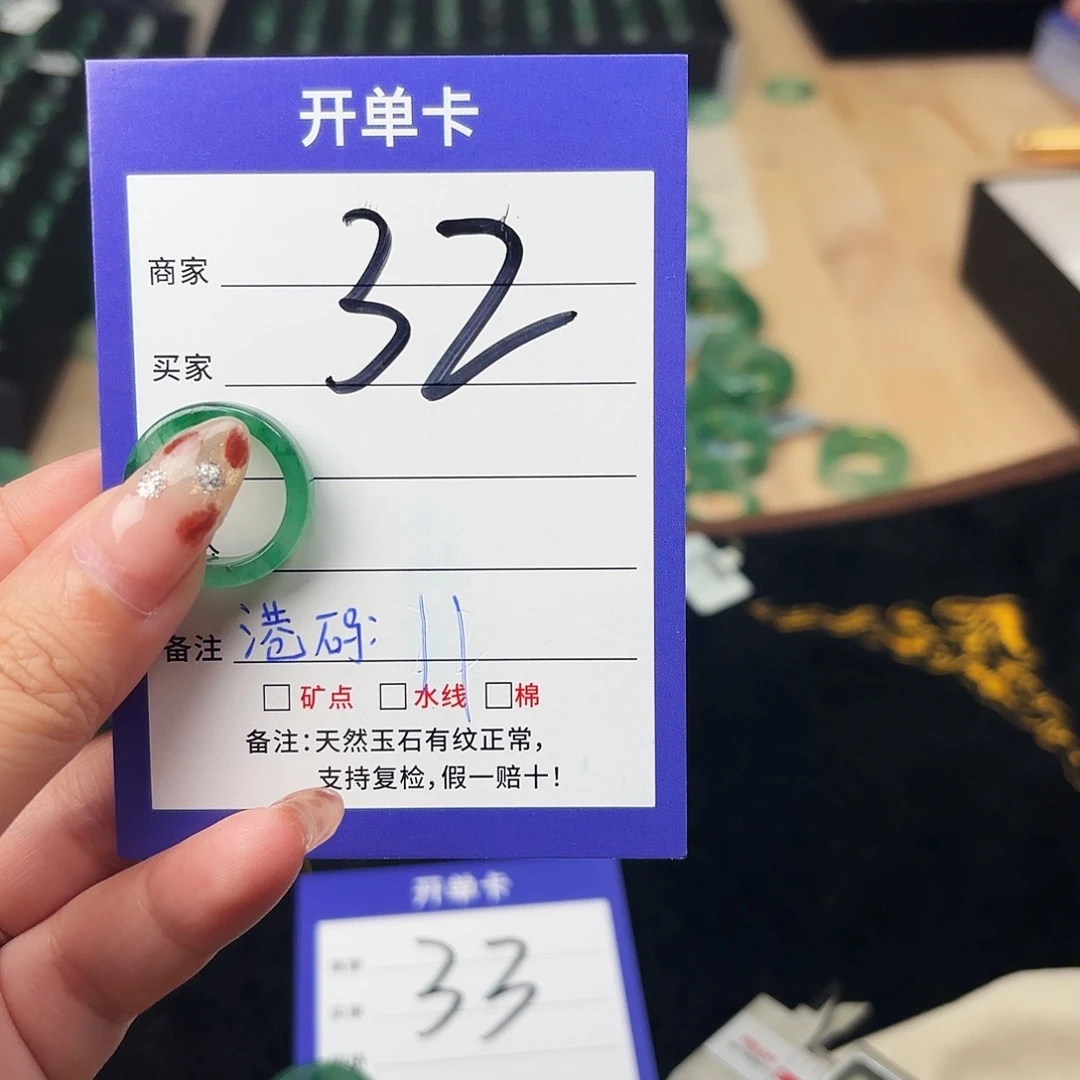 开单卡
32
商家
买家
备注 港码: 11
□ 矿点 □ 水线 □ 棉
备注:天然玉石有纹正常,
支持复检,假一赔十!
开单卡
33